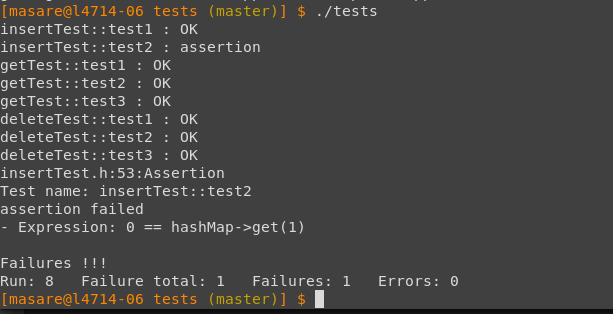 [masare@l4714-06 tests (master)] $ ./tests
insertTest::test1 : OK
insertTest::test2 : assertion
getTest::test1 : OK
getTest::test2 : OK
getTest::test3 : OK
deleteTest::test1 : OK
deleteTest::test2 : OK
deleteTest::test3 : OK
insertTest.h:53:Assertion
Test name: insertTest::test2
assertion failed
- Expression: 0 == hashMap->get(1)
Failures !!!
Run: 8   Failure total: 1   Failures: 1   Errors: 0
[masare@l4714-06 tests (master)] $